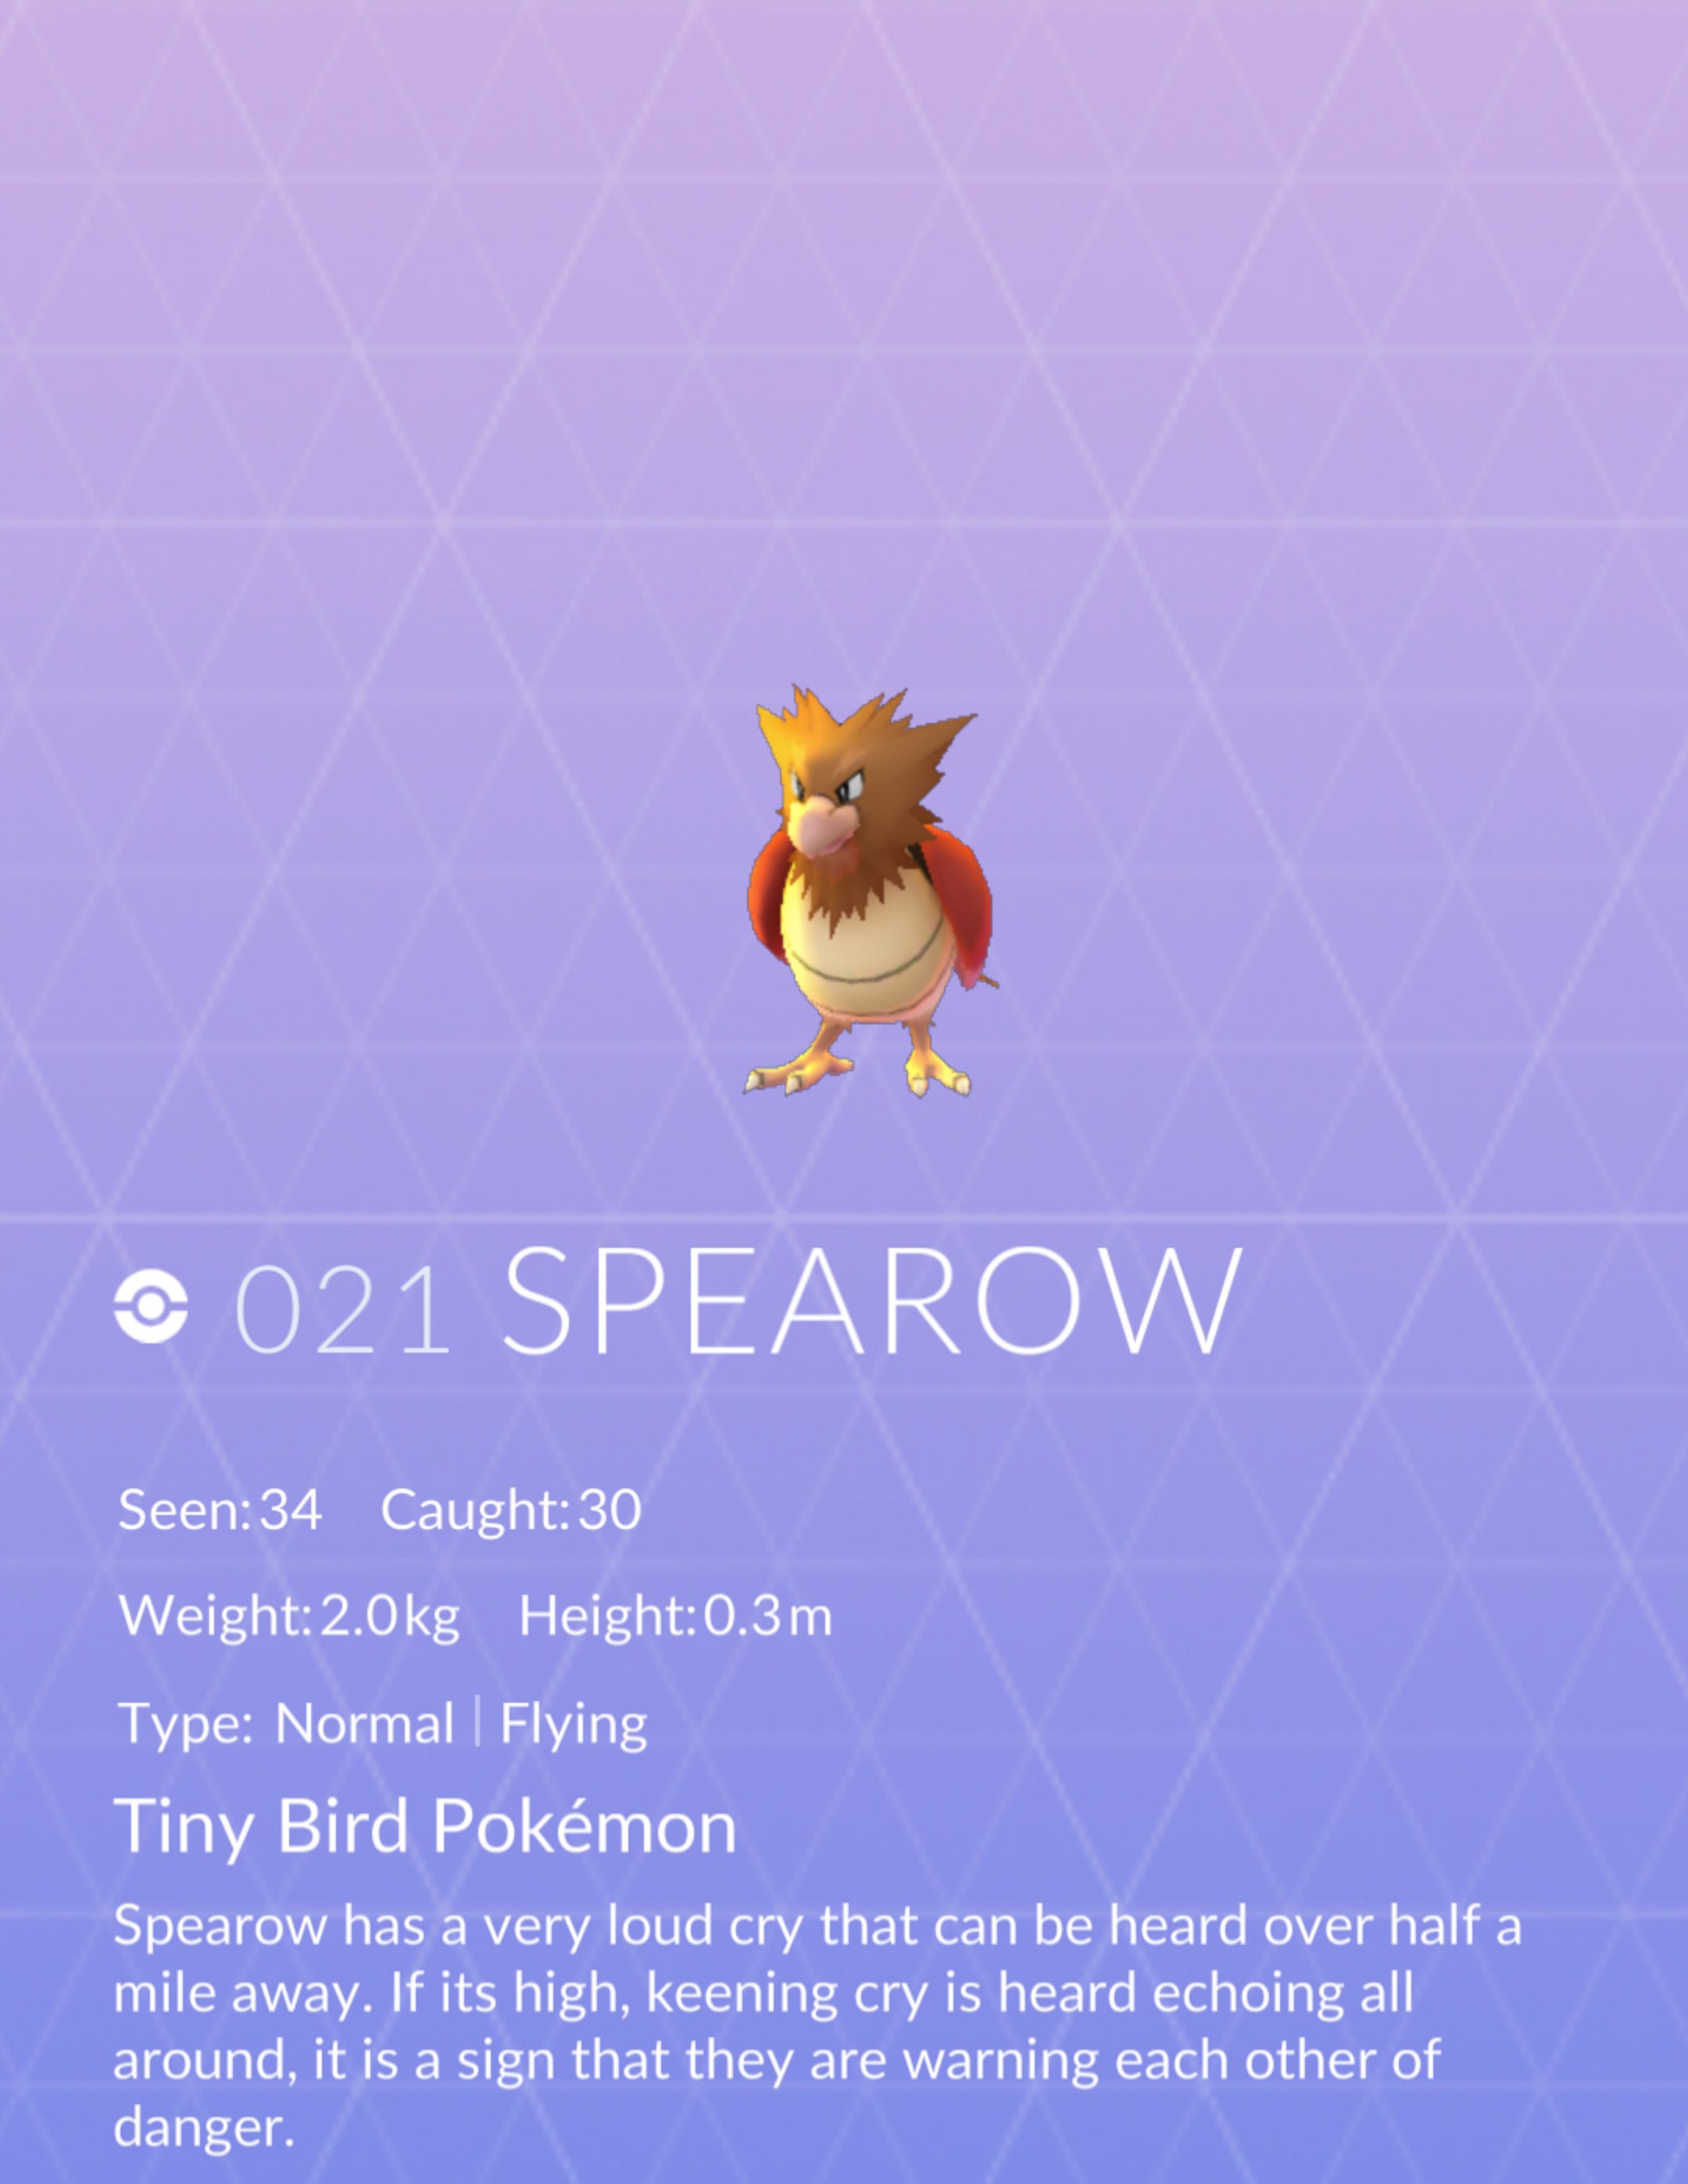 021 SPEAROW
Seen: 34 Caught: 30
Weight: 2.0 kg Height: 0.3 m
Type: Normal | Flying
Tiny Bird Pokémon
Spearow has a very loud cry that can be heard over half a
mile away. If its high, keening cry is heard echoing all
around, it is a sign that they are warning each other of
danger.